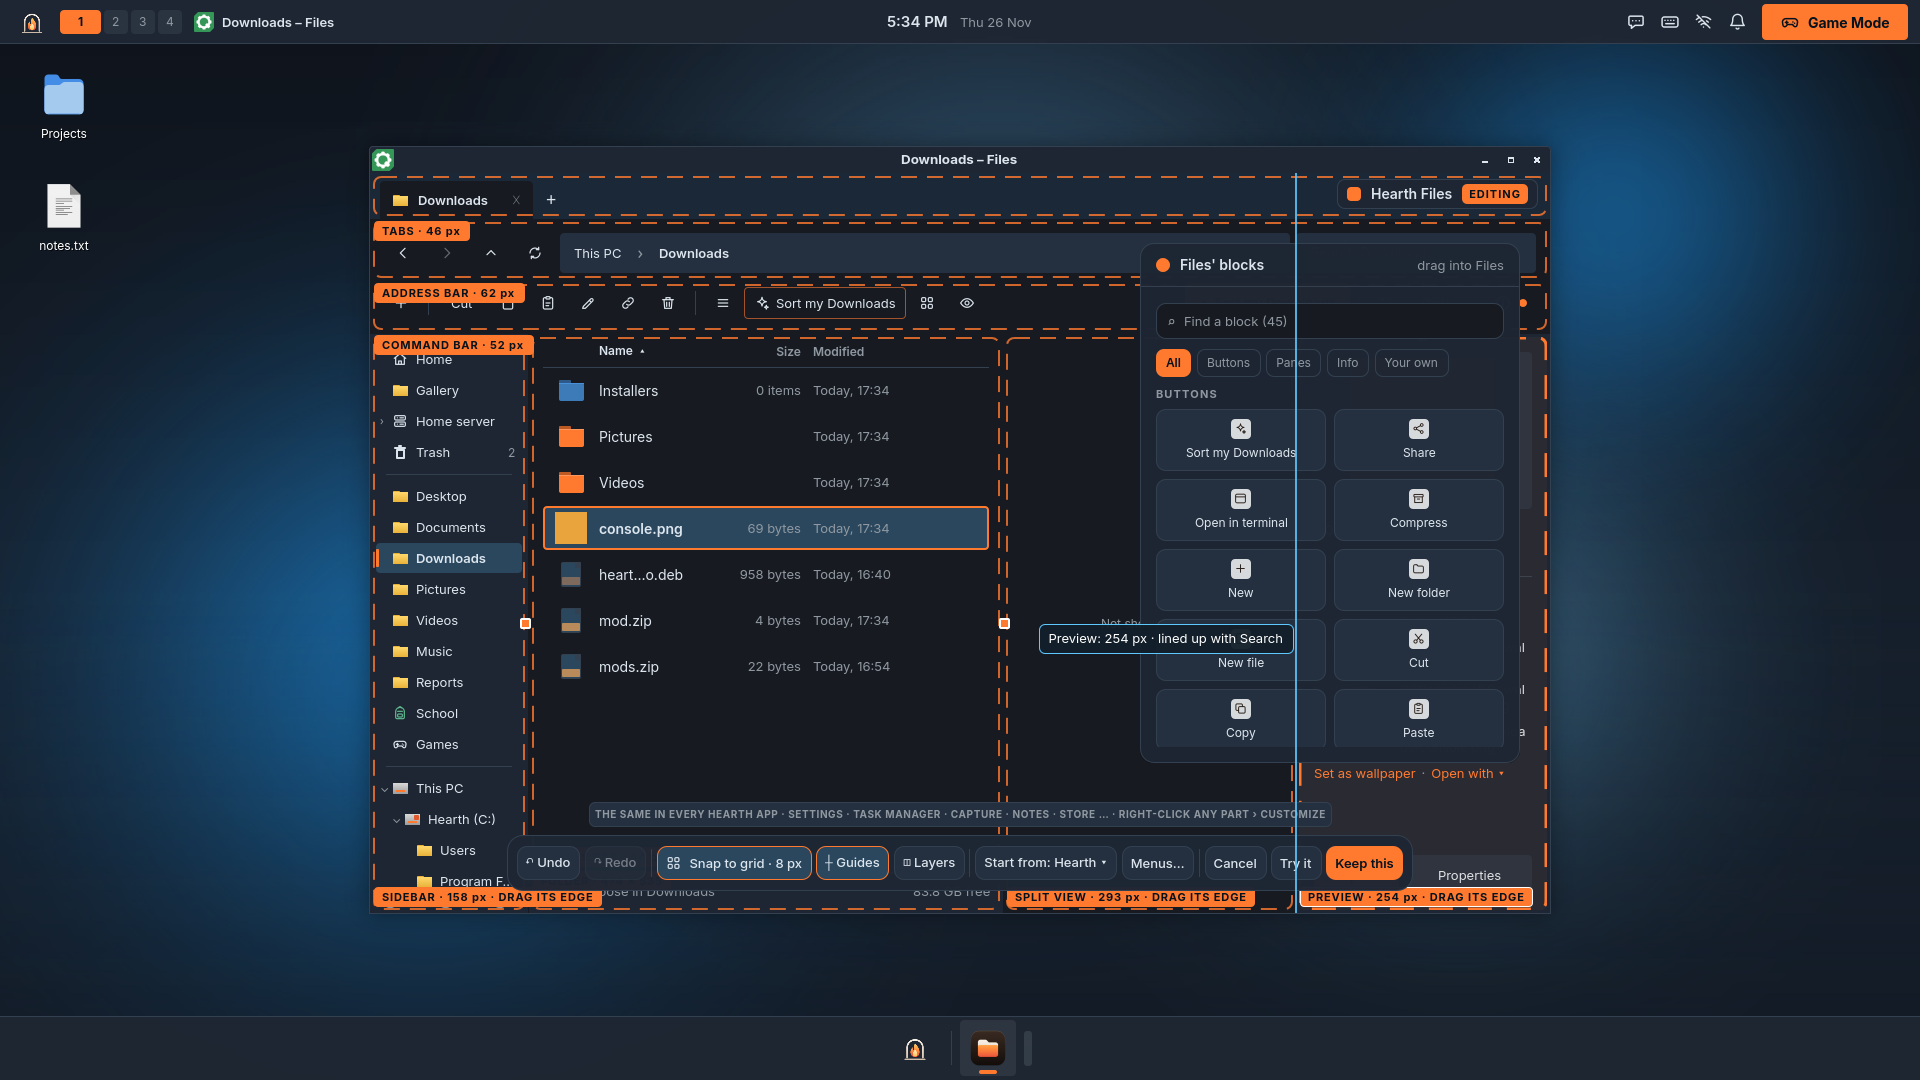 1 2 3 4 Downloads – Files
5:34 PM Thu 26 Nov
Game Mode
Projects
notes.txt
Downloads – Files
Downloads
Hearth Files EDITING
TABS · 46 px
This PC › Downloads
ADDRESS BAR · 62 px
Cut
Sort my Downloads
COMMAND BAR · 52 px
Home
Gallery
Home server
Trash 2
Desktop
Documents
Downloads
Pictures
Videos
Music
Reports
School
Games
This PC
Hearth (C:)
Users
Program F...
SIDEBAR · 158 px · DRAG ITS EDGE
Name Size Modified
Installers 0 items Today, 17:34
Pictures Today, 17:34
Videos Today, 17:34
console.png 69 bytes Today, 17:34
heart...o.deb 958 bytes Today, 16:40
mod.zip 4 bytes Today, 17:34
mods.zip 22 bytes Today, 16:54
Files' blocks drag into Files
Find a block (45)
All Buttons Panes Info Your own
BUTTONS
Sort my Downloads Share
Open in terminal Compress
New New folder
New file Cut
Copy Paste
Preview: 254 px · lined up with Search
Set as wallpaper · Open with
THE SAME IN EVERY HEARTH APP · SETTINGS · TASK MANAGER · CAPTURE · NOTES · STORE ... · RIGHT-CLICK ANY PART › CUSTOMIZE
Undo Redo Snap to grid · 8 px Guides Layers Start from: Hearth Menus... Cancel Try it Keep this
Properties
in Downloads 83.8 GB free
SPLIT VIEW · 293 px · DRAG ITS EDGE
PREVIEW · 254 px · DRAG ITS EDGE